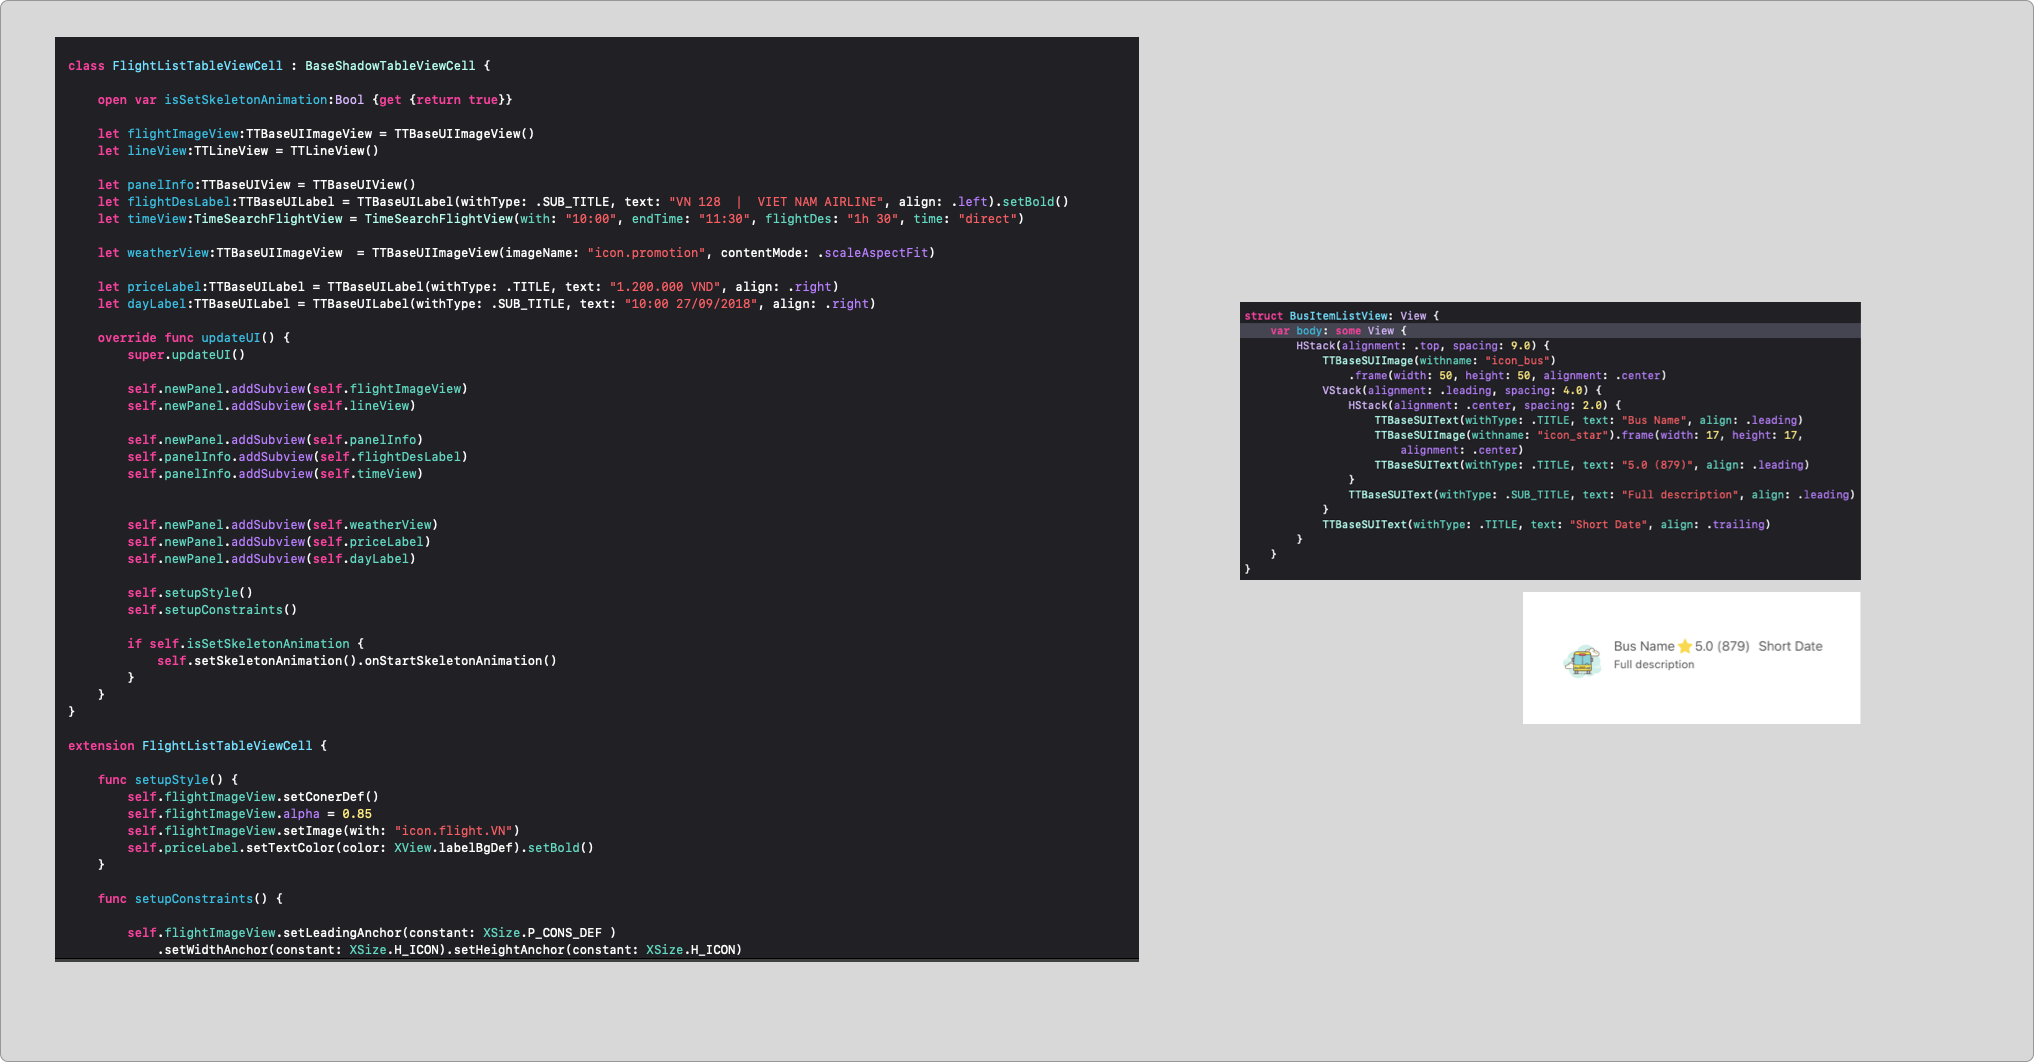 class FlightListTableViewCell : BaseShadowTableViewCell {
open var isSetSkeletonAnimation:Bool {get {return true}}
let flightImageView:TTBaseUIImageView = TTBaseUIImageView()
let lineView:TTLineView = TTLineView()
let panelInfo:TTBaseUIView = TTBaseUIView()
let flightDesLabel:TTBaseUILabel = TTBaseUILabel(withType: .SUB_TITLE, text: "VN 128  |  VIET NAM AIRLINE", align: .left).setBold()
let timeView:TimeSearchFlightView = TimeSearchFlightView(with: "10:00", endTime: "11:30", flightDes: "1h 30", time: "direct")
let weatherView:TTBaseUIImageView  = TTBaseUIImageView(imageName: "icon.promotion", contentMode: .scaleAspectFit)
let priceLabel:TTBaseUILabel = TTBaseUILabel(withType: .TITLE, text: "1.200.000 VND", align: .right)
let dayLabel:TTBaseUILabel = TTBaseUILabel(withType: .SUB_TITLE, text: "10:00 27/09/2018", align: .right)
override func updateUI() {
super.updateUI()
self.newPanel.addSubview(self.flightImageView)
self.newPanel.addSubview(self.lineView)
self.newPanel.addSubview(self.panelInfo)
self.panelInfo.addSubview(self.flightDesLabel)
self.panelInfo.addSubview(self.timeView)
self.newPanel.addSubview(self.weatherView)
self.newPanel.addSubview(self.priceLabel)
self.newPanel.addSubview(self.dayLabel)
self.setupStyle()
self.setupConstraints()
if self.isSetSkeletonAnimation {
self.setSkeletonAnimation().onStartSkeletonAnimation()
}
}
}
extension FlightListTableViewCell {
func setupStyle() {
self.flightImageView.setConerDef()
self.flightImageView.alpha = 0.85
self.flightImageView.setImage(with: "icon.flight.VN")
self.priceLabel.setTextColor(color: XView.labelBgDef).setBold()
}
func setupConstraints() {
self.flightImageView.setLeadingAnchor(constant: XSize.P_CONS_DEF )
.setWidthAnchor(constant: XSize.H_ICON).setHeightAnchor(constant: XSize.H_ICON)
struct BusItemListView: View {
var body: some View {
HStack(alignment: .top, spacing: 9.0) {
TTBaseSUIImage(withname: "icon_bus")
.frame(width: 50, height: 50, alignment: .center)
VStack(alignment: .leading, spacing: 4.0) {
HStack(alignment: .center, spacing: 2.0) {
TTBaseSUIText(withType: .TITLE, text: "Bus Name", align: .leading)
TTBaseSUIImage(withname: "icon_star").frame(width: 17, height: 17,
alignment: .center)
TTBaseSUIText(withType: .TITLE, text: "5.0 (879)", align: .leading)
}
TTBaseSUIText(withType: .SUB_TITLE, text: "Full description", align: .leading)
}
TTBaseSUIText(withType: .TITLE, text: "Short Date", align: .trailing)
}
}
}
Bus Name 5.0 (879) Short Date
Full description